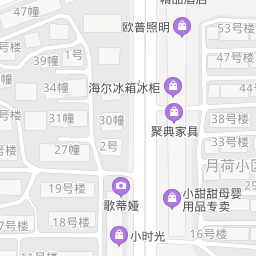 精品酒店
47幢
欧普照明
53号楼
号楼
1号
39幢
47号楼
34幢
31幢
海尔冰箱冰柜
44号楼
30幢
38号楼
聚典家具
33号楼
号楼
27幢
2号
月荷小区
19号楼
歌蒂娅
小甜甜母婴
用品专卖
18号楼
小时光
16号楼